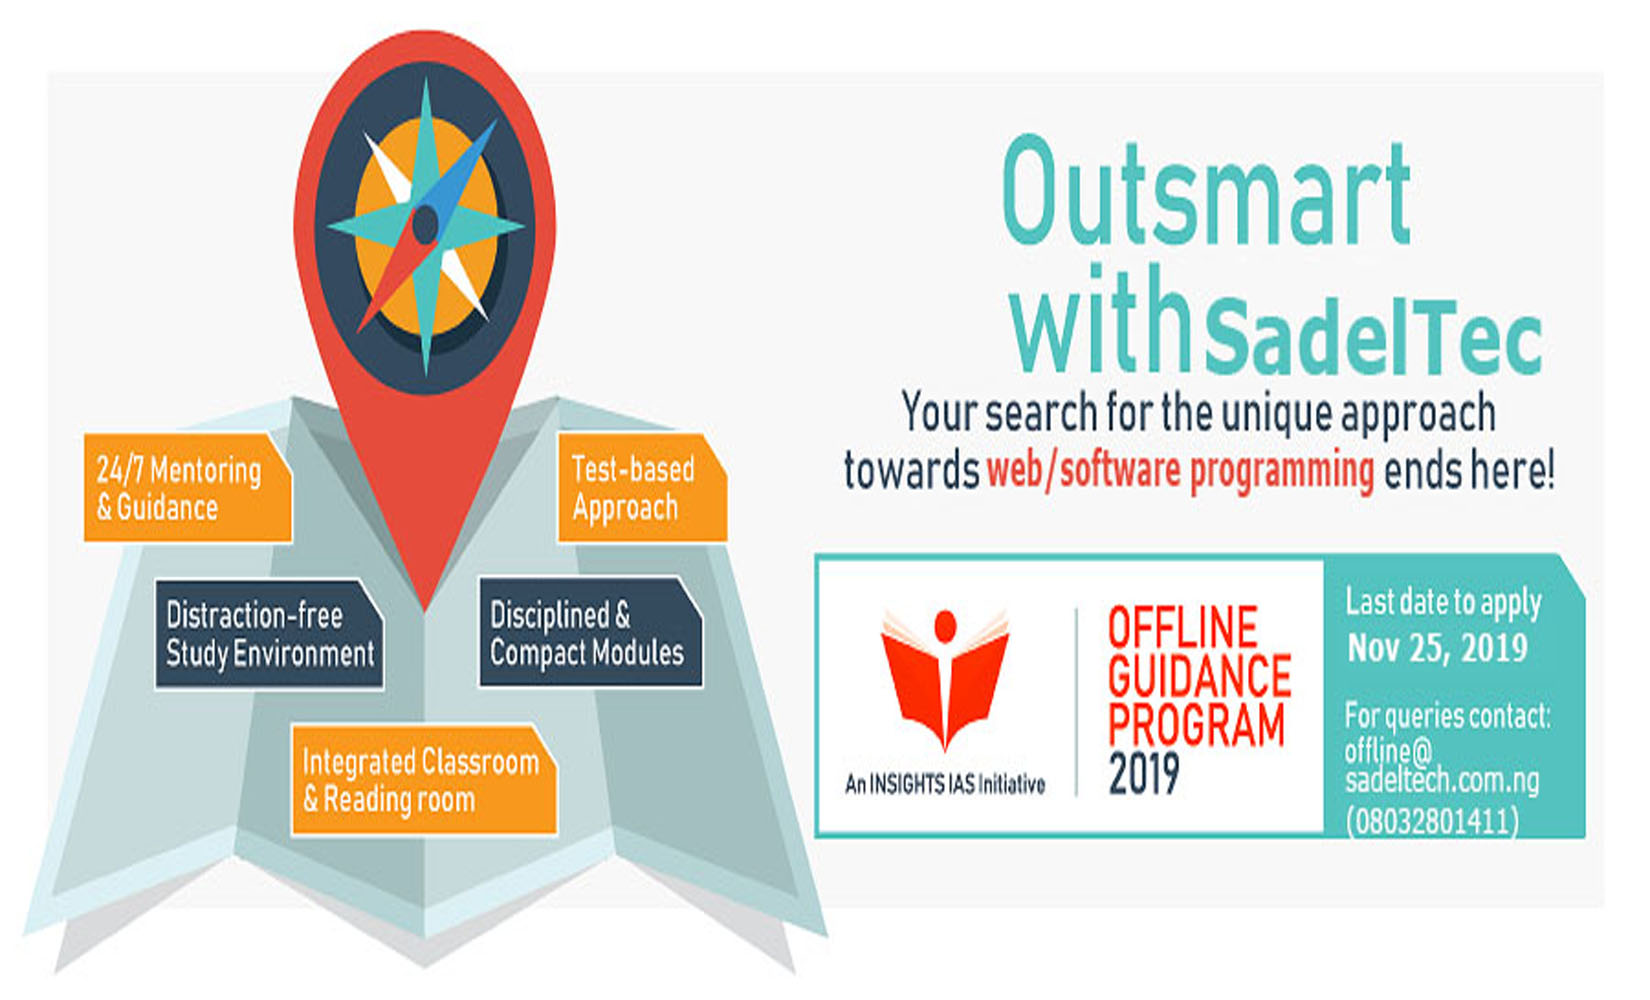 Outsmart
with SadelTec
Your search for the unique approach
towards web/software programming ends here!
24/7 Mentoring
& Guidance
Test-based
Approach
Distraction-free
Study Environment
Disciplined &
Compact Modules
Integrated Classroom
& Reading room
An INSIGHTS IAS Initiative
OFFLINE
GUIDANCE
PROGRAM
2019
Last date to apply
Nov 25, 2019
For queries contact:
offline@
sadeltech.com.ng
(08032801411)